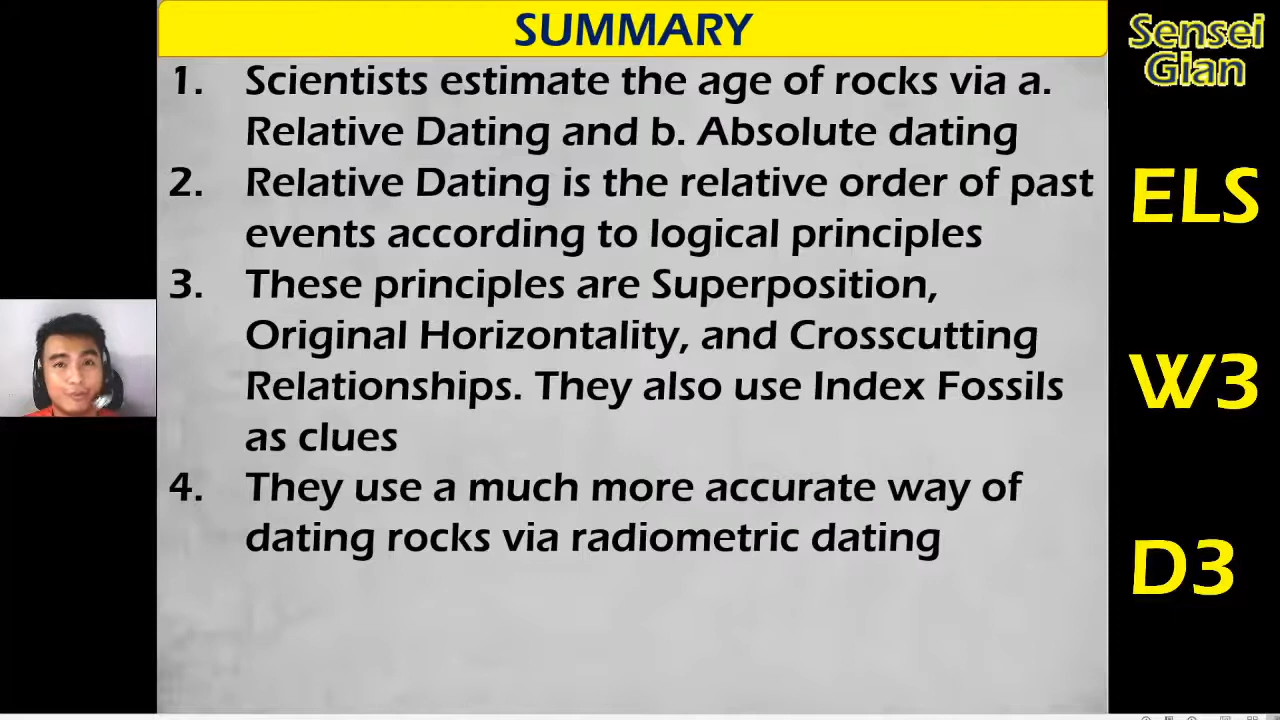 SUMMARY
1. Scientists estimate the age of rocks via a.
Relative Dating and b. Absolute dating
2. Relative Dating is the relative order of past
events according to logical principles
3. These principles are Superposition,
Original Horizontality, and Crosscutting
Relationships. They also use Index Fossils
as clues
4. They use a much more accurate way of
dating rocks via radiometric dating
Sensei
Gian
ELS
W3
D3